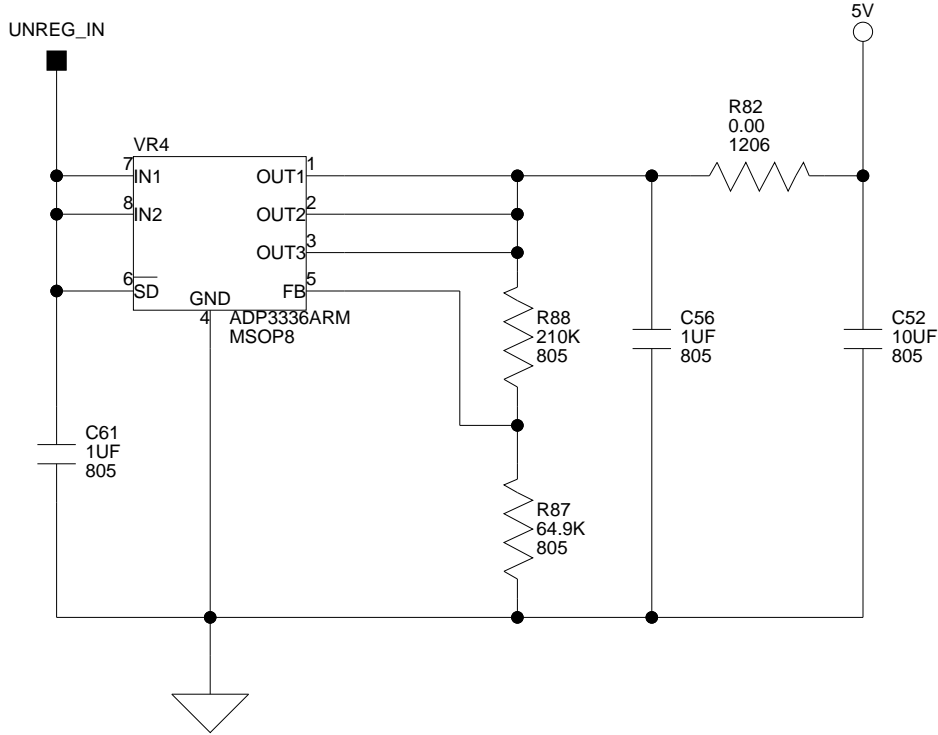 UNREG_IN
5V
R82
0.00
1206
VR4
7
IN1
OUT1
1
8
IN2
OUT2
2
OUT3
3
6
SD
GND
FB
5
4
ADP3336ARM
MSOP8
R88
210K
805
C56
1UF
805
C52
10UF
805
C61
1UF
805
R87
64.9K
805